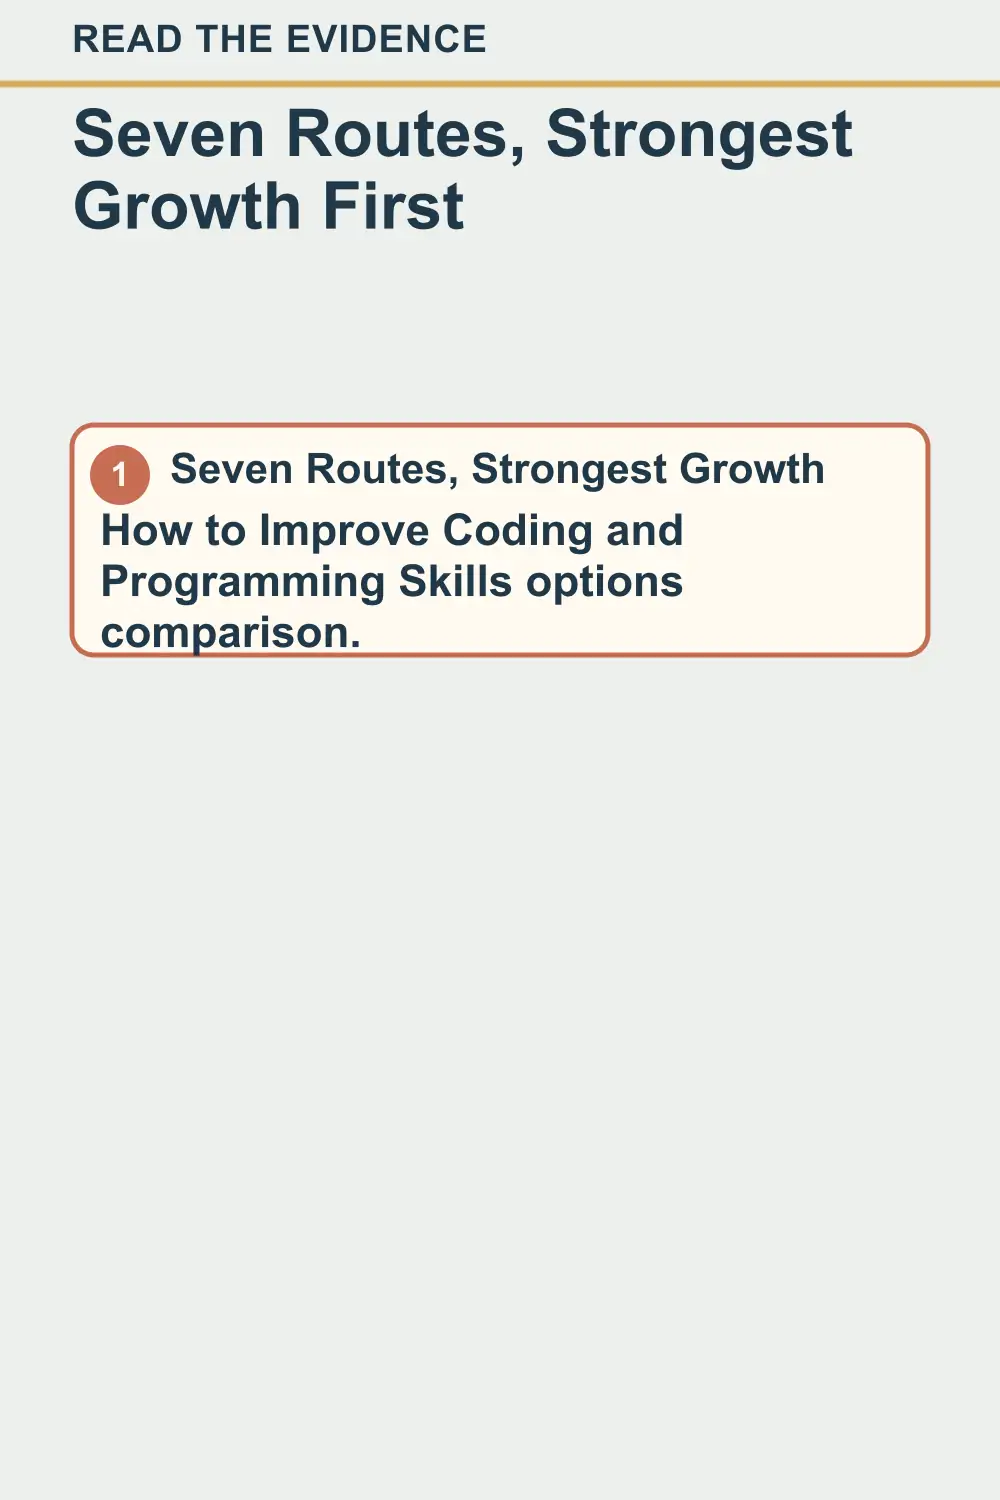 READ THE EVIDENCE
Seven Routes, Strongest
Growth First
1 Seven Routes, Strongest Growth
How to Improve Coding and
Programming Skills options
comparison.